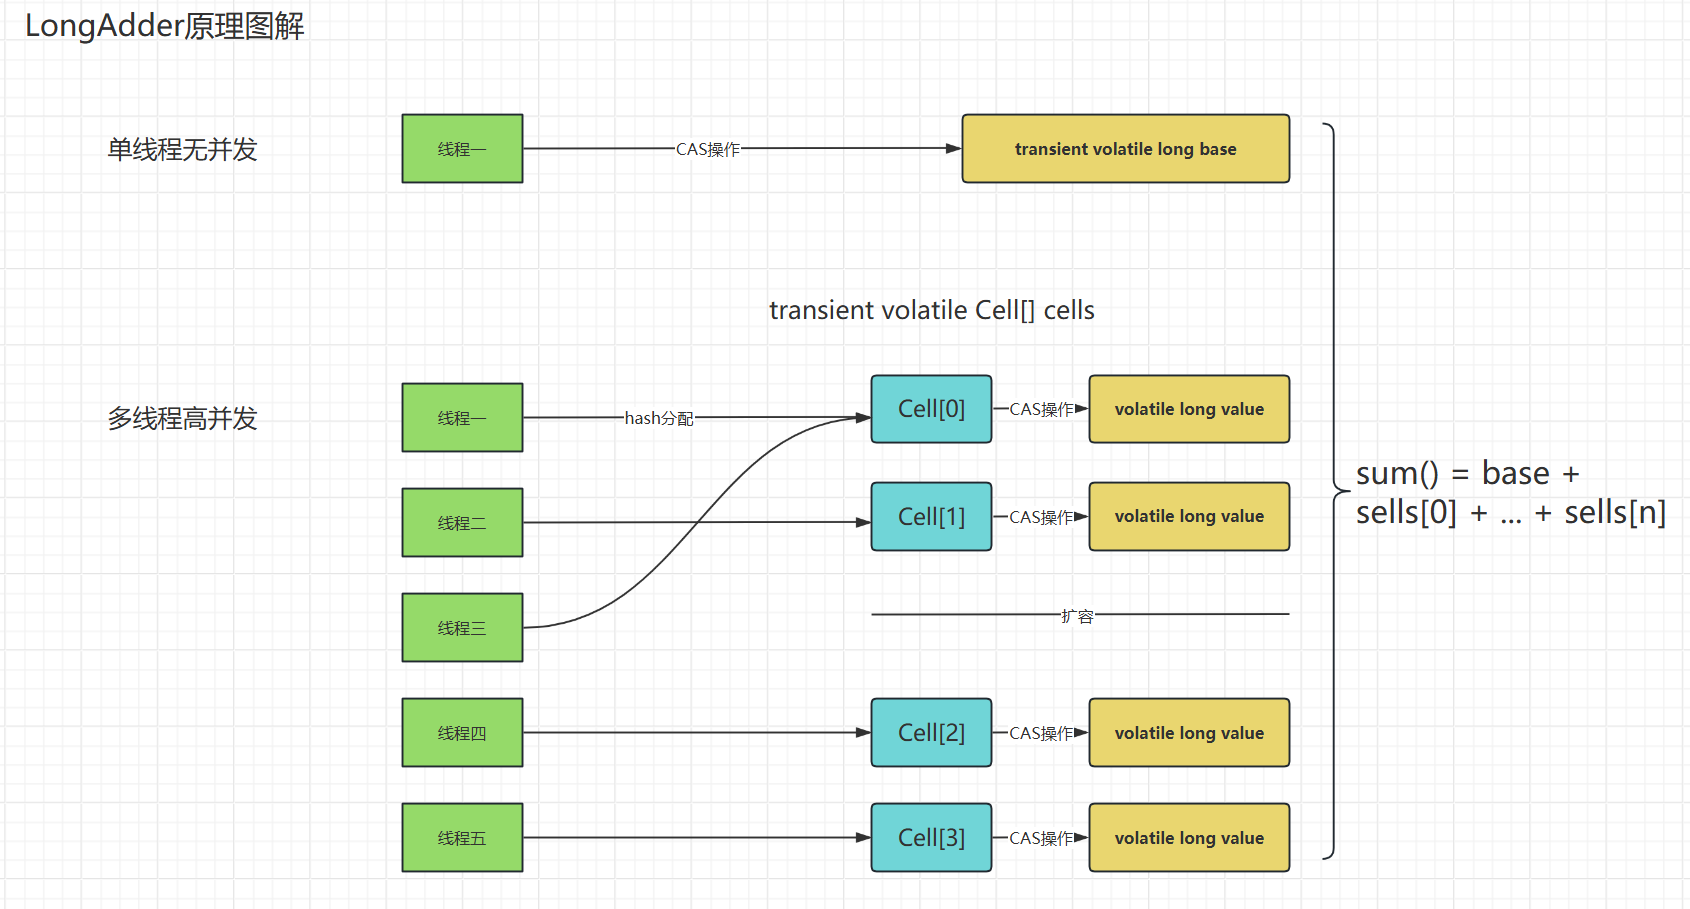 LongAdder原理图解
单线程无并发
线程一
CAS操作
transient volatile long base
transient volatile Cell[] cells
多线程高并发
线程一
hash分配
Cell[0]
CAS操作
volatile long value
线程二
Cell[1]
CAS操作
volatile long value
sum() = base +
sells[0] + ... + sells[n]
线程三
扩容
线程四
Cell[2]
CAS操作
volatile long value
线程五
Cell[3]
CAS操作
volatile long value